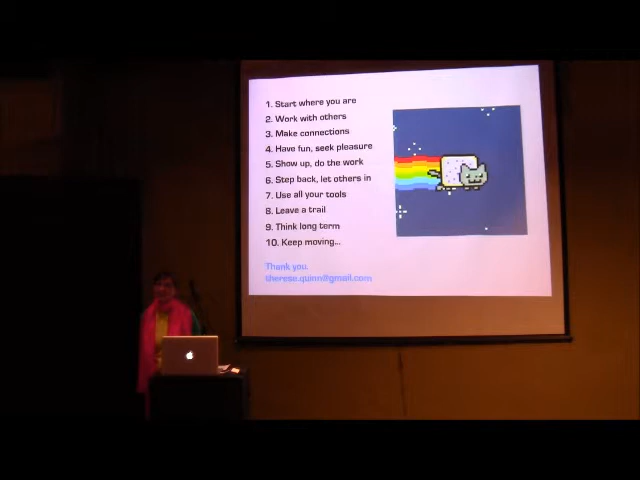 1. Start where you are
2. Work with others
3. Make connections
4. Have fun, seek pleasure
5. Show up, do the work
6. Step back, let others in
7. Use all your tools
8. Leave a trail
9. Think long term
10. Keep moving...
Thank you.
therese.quinn@gmail.com